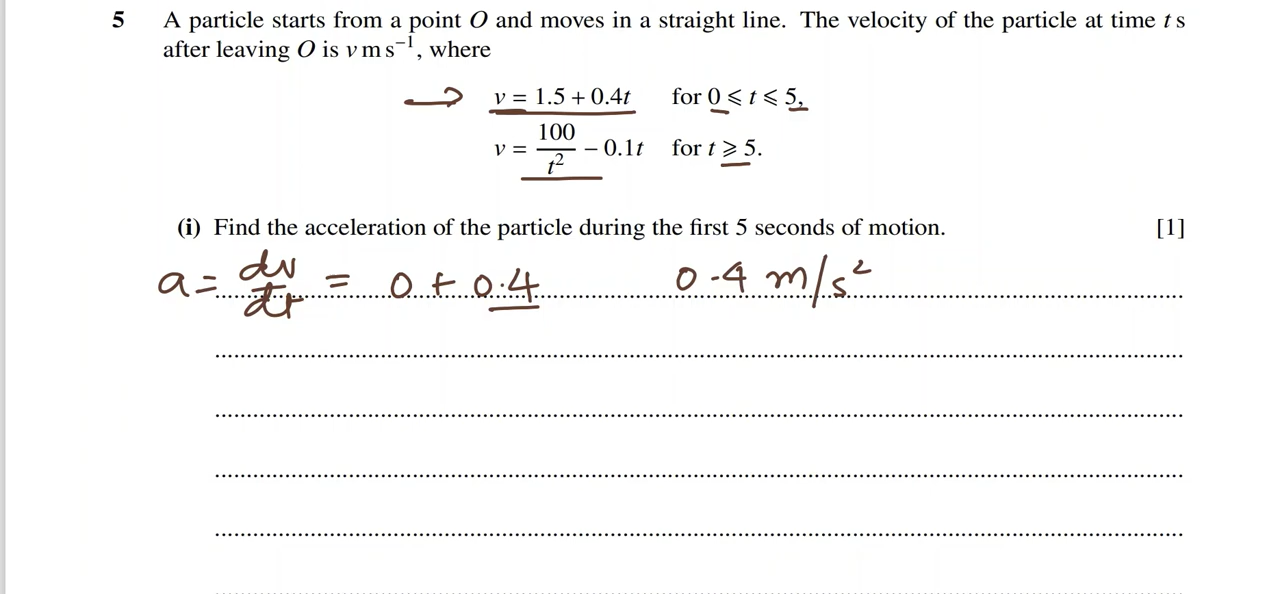 5 A particle starts from a point O and moves in a straight line. The velocity of the particle at time t s
after leaving O is v m s⁻¹, where
v = 1.5 + 0.4t for 0 ⩽ t ⩽ 5,
v = 100/t² − 0.1t for t ⩾ 5.
(i) Find the acceleration of the particle during the first 5 seconds of motion. [1]
a = dv/dt = 0 + 0.4 0.4 m/s²